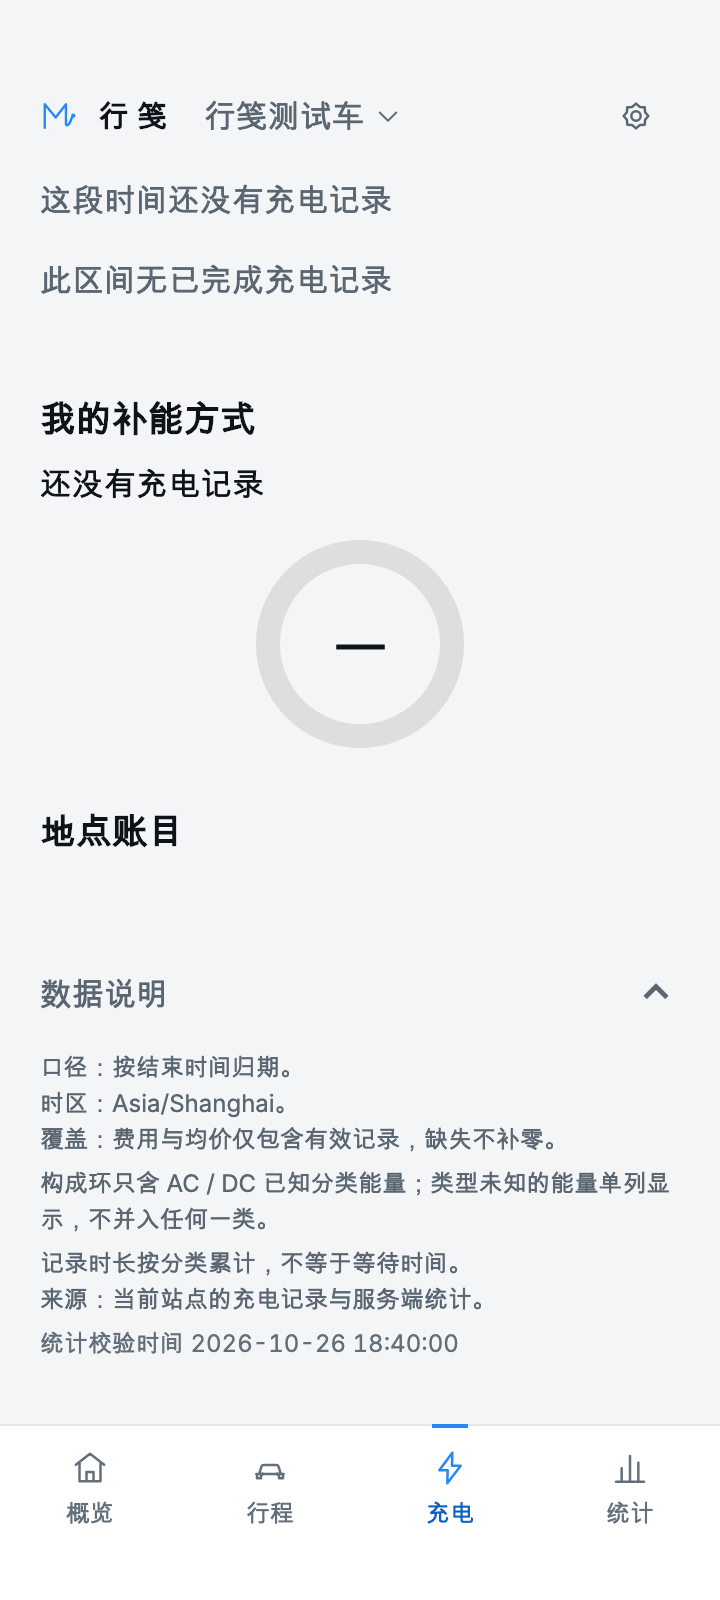 行笺 行笺测试车
这段时间还没有充电记录
此区间无已完成充电记录
我的补能方式
还没有充电记录
—
地点账目
数据说明
口径：按结束时间归期。
时区：Asia/Shanghai。
覆盖：费用与均价仅包含有效记录，缺失不补零。
构成环只含 AC / DC 已知分类能量；类型未知的能量单列显
示，不并入任何一类。
记录时长按分类累计，不等于等待时间。
来源：当前站点的充电记录与服务端统计。
统计校验时间 2026-10-26 18:40:00
概览 行程 充电 统计